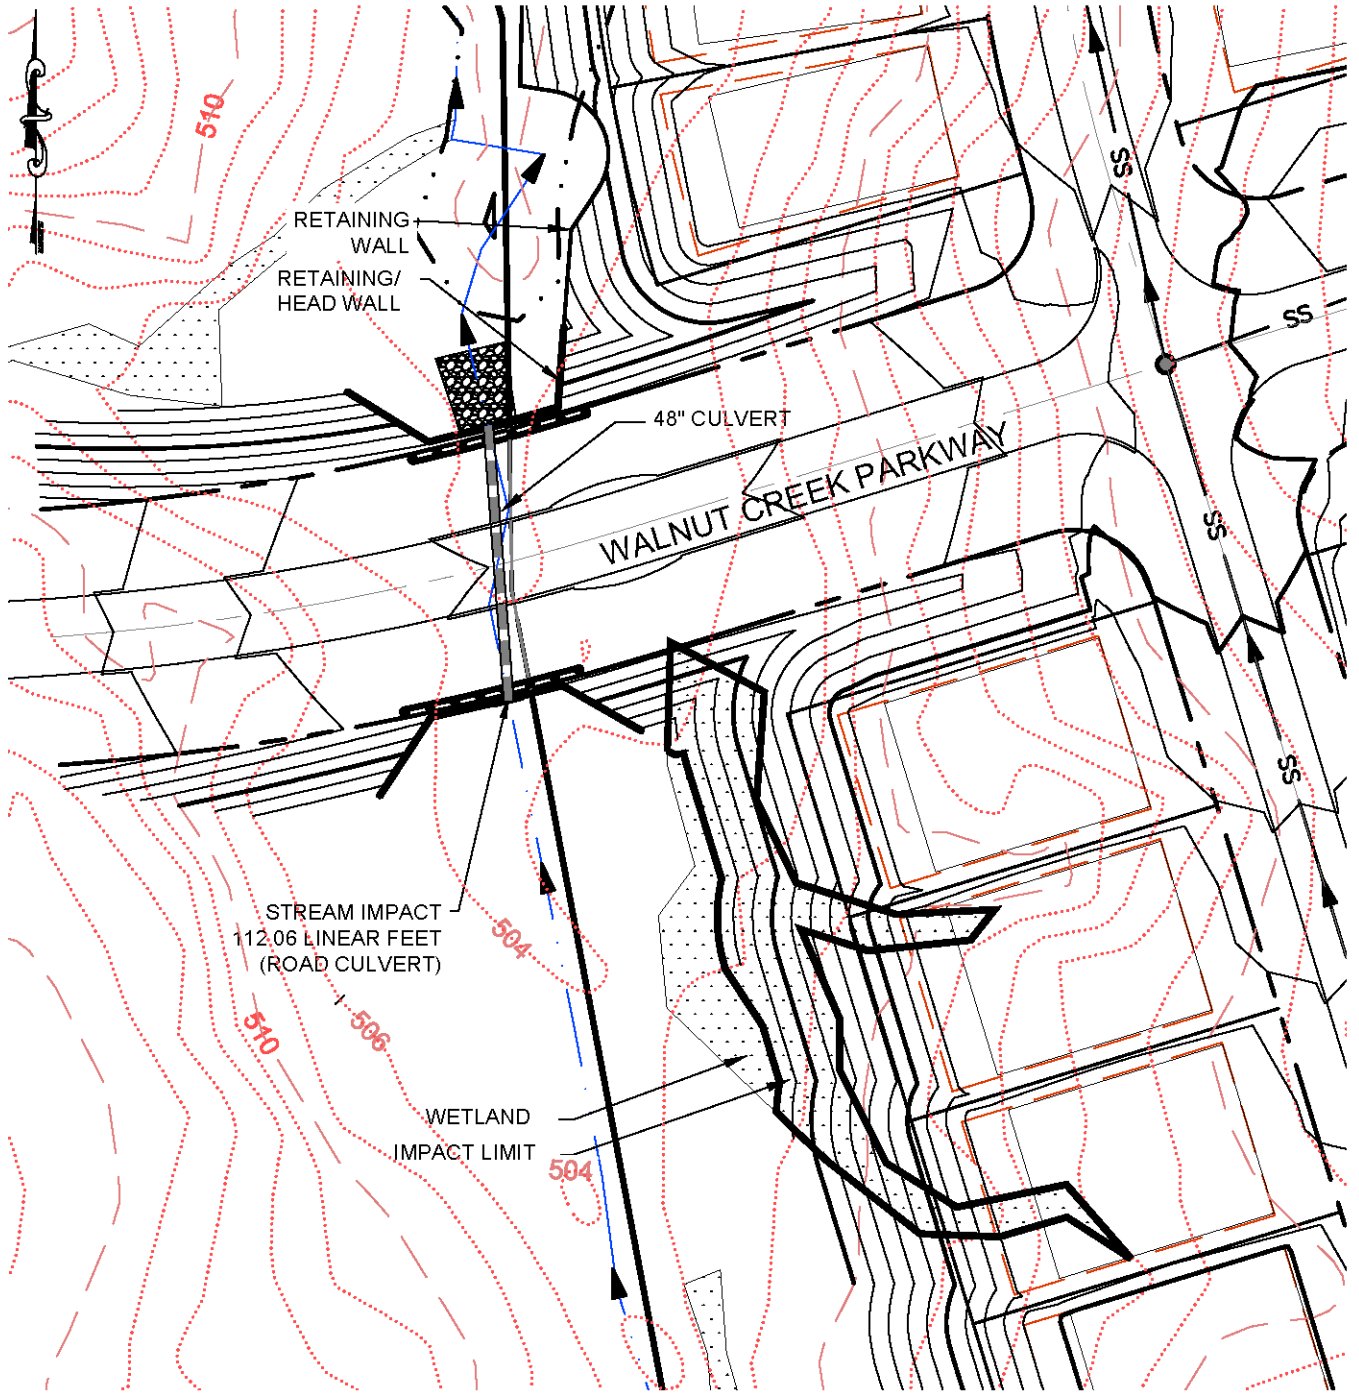 510
SS
RETAINING
WALL
RETAINING/
HEAD WALL
SS
48" CULVERT
WALNUT CREEK PARKWAY
SS
SS
STREAM IMPACT
112.06 LINEAR FEET
(ROAD CULVERT)
504
510
506
WETLAND
IMPACT LIMIT
504